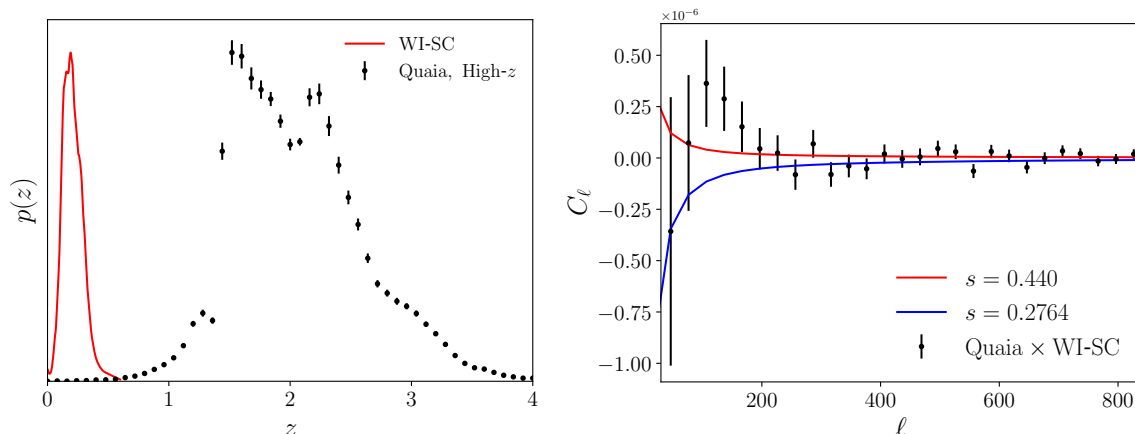 p(z)
WI-SC
Quaia, High-z
0 1 2 3 4
z
×10⁻⁶
C_ℓ
0.50
0.25
0.00
−0.25
−0.50
−0.75
−1.00
s = 0.440
s = 0.2764
Quaia × WI-SC
200 400 600 800
ℓ